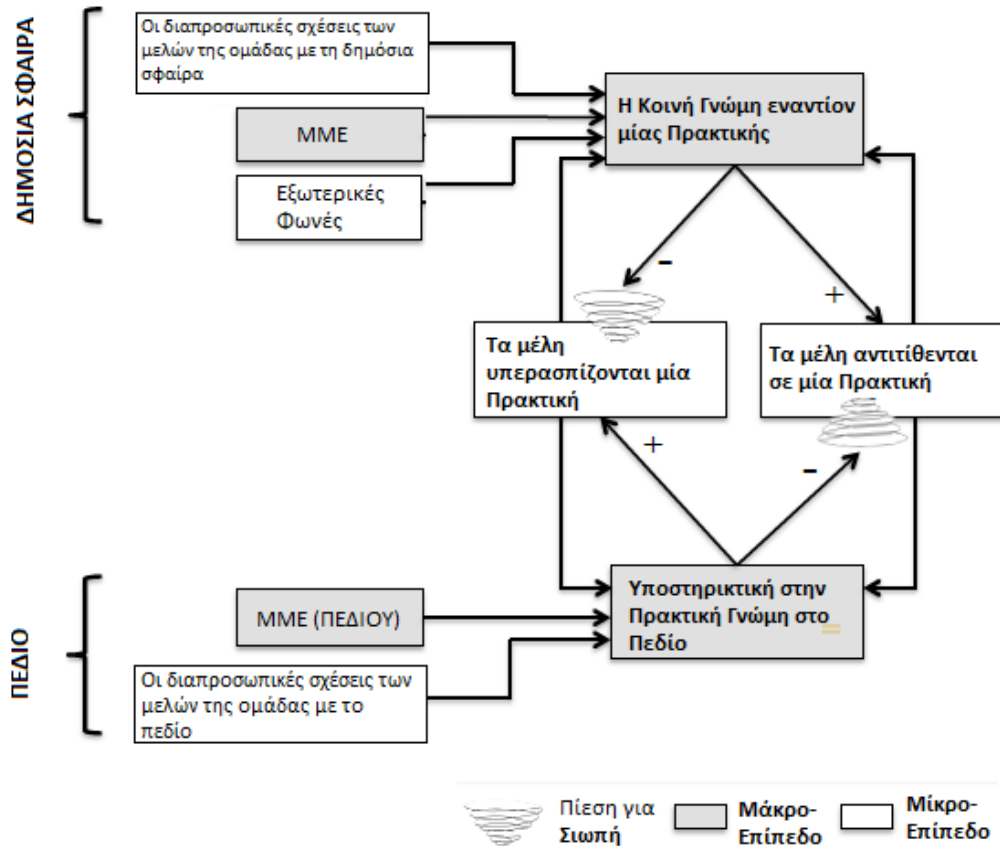 ΔΗΜΟΣΙΑ ΣΦΑΙΡΑ
Οι διαπροσωπικές σχέσεις των
μελών της ομάδας με τη δημόσια
σφαίρα
ΜΜΕ
Εξωτερικές
Φωνές
Η Κοινή Γνώμη εναντίον
μίας Πρακτικής
-
+
Τα μέλη
υπερασπίζονται μία
Πρακτική
Τα μέλη αντιτίθενται
σε μία Πρακτική
+
-
ΠΕΔΙΟ
ΜΜΕ (ΠΕΔΙΟΥ)
Οι διαπροσωπικές σχέσεις των
μελών της ομάδας με το
πεδίο
Υποστηρικτική στην
Πρακτική Γνώμη στο
Πεδίο
=
Πίεση για
Σιωπή
Μάκρο-
Επίπεδο
Μίκρο-
Επίπεδο